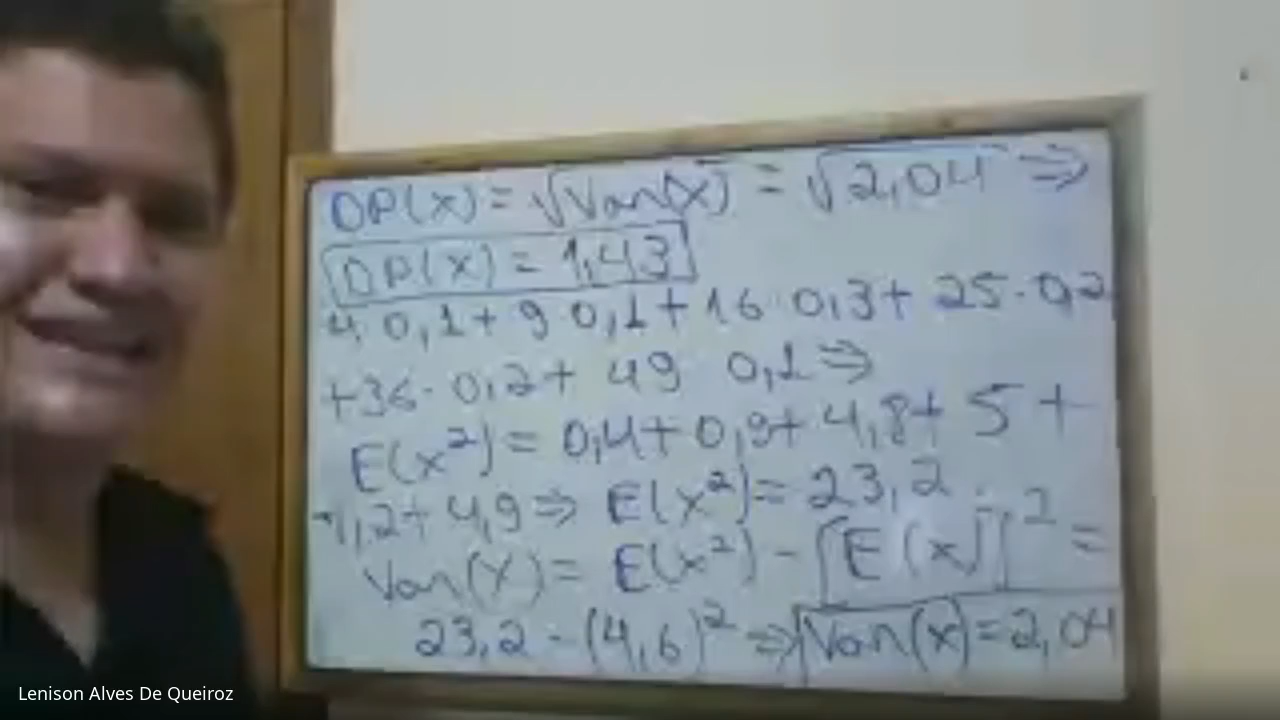 DP(X) = √Var(X) = √2,04 ⇒
DP(X) = 1,43
4 0,1 + 9 0,1 + 16 · 0,3 + 25 · 0,2
+ 36 · 0,2 + 49 0,1 ⇒
E(x²) = 0,4 + 0,9 + 4,8 + 5 +
7,2 + 4,9 ⇒ E(x²) = 23,2
Var(X) = E(x²) - [E(x)]² =
23,2 - (4,6)² ⇒ Var(x) = 2,04
Lenison Alves De Queiroz